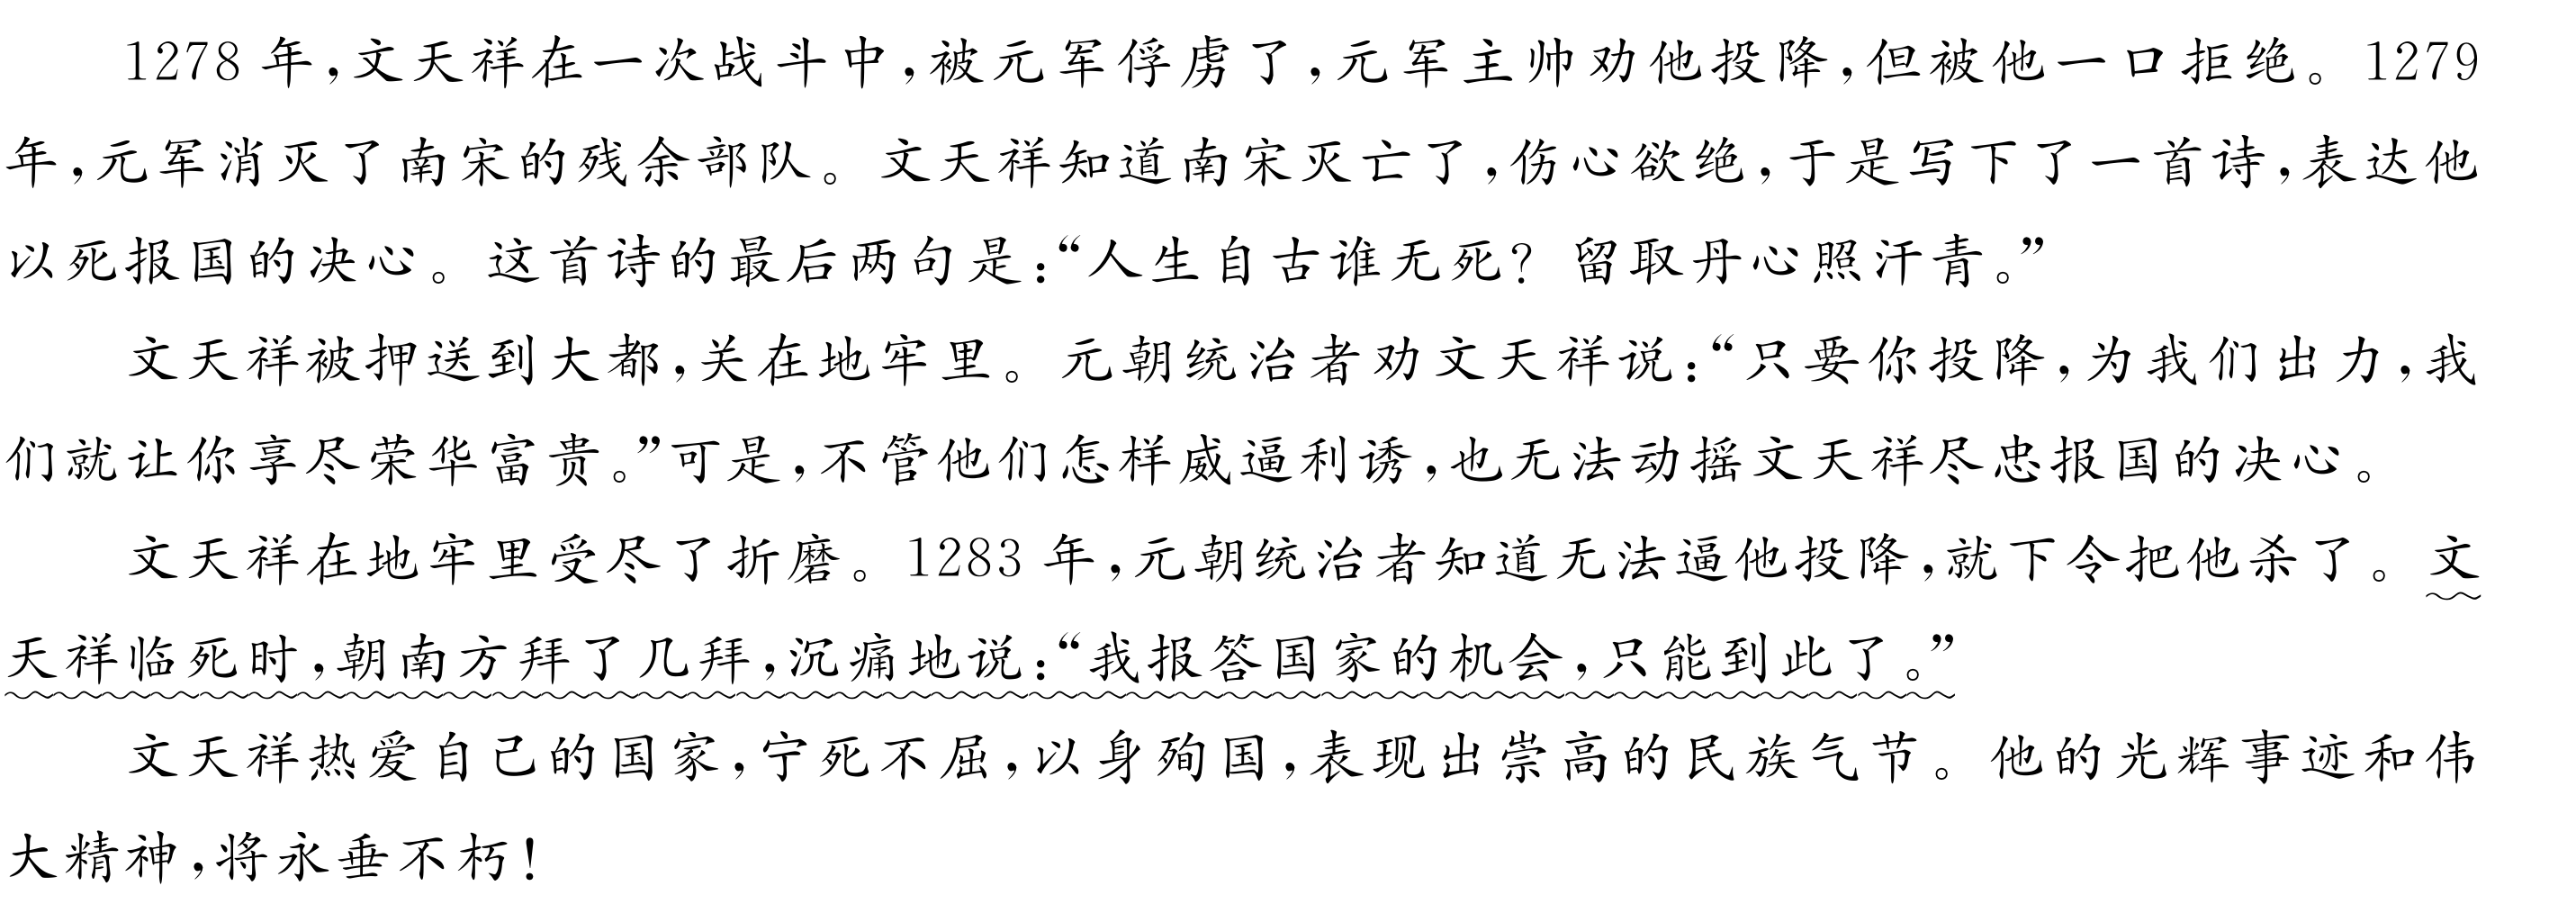 1278 年,文天祥在一次战斗中,被元军俘虏了,元军主帅劝他投降,但被他一口拒绝。1279
年,元军消灭了南宋的残余部队。文天祥知道南宋灭亡了,伤心欲绝,于是写下了一首诗,表达他
以死报国的决心。这首诗的最后两句是:“人生自古谁无死? 留取丹心照汗青。”
文天祥被押送到大都,关在地牢里。元朝统治者劝文天祥说:“只要你投降,为我们出力,我
们就让你享尽荣华富贵。”可是,不管他们怎样威逼利诱,也无法动摇文天祥尽忠报国的决心。
文天祥在地牢里受尽了折磨。1283 年,元朝统治者知道无法逼他投降,就下令把他杀了。文
天祥临死时,朝南方拜了几拜,沉痛地说:“我报答国家的机会,只能到此了。”
文天祥热爱自己的国家,宁死不屈,以身殉国,表现出崇高的民族气节。他的光辉事迹和伟
大精神,将永垂不朽!